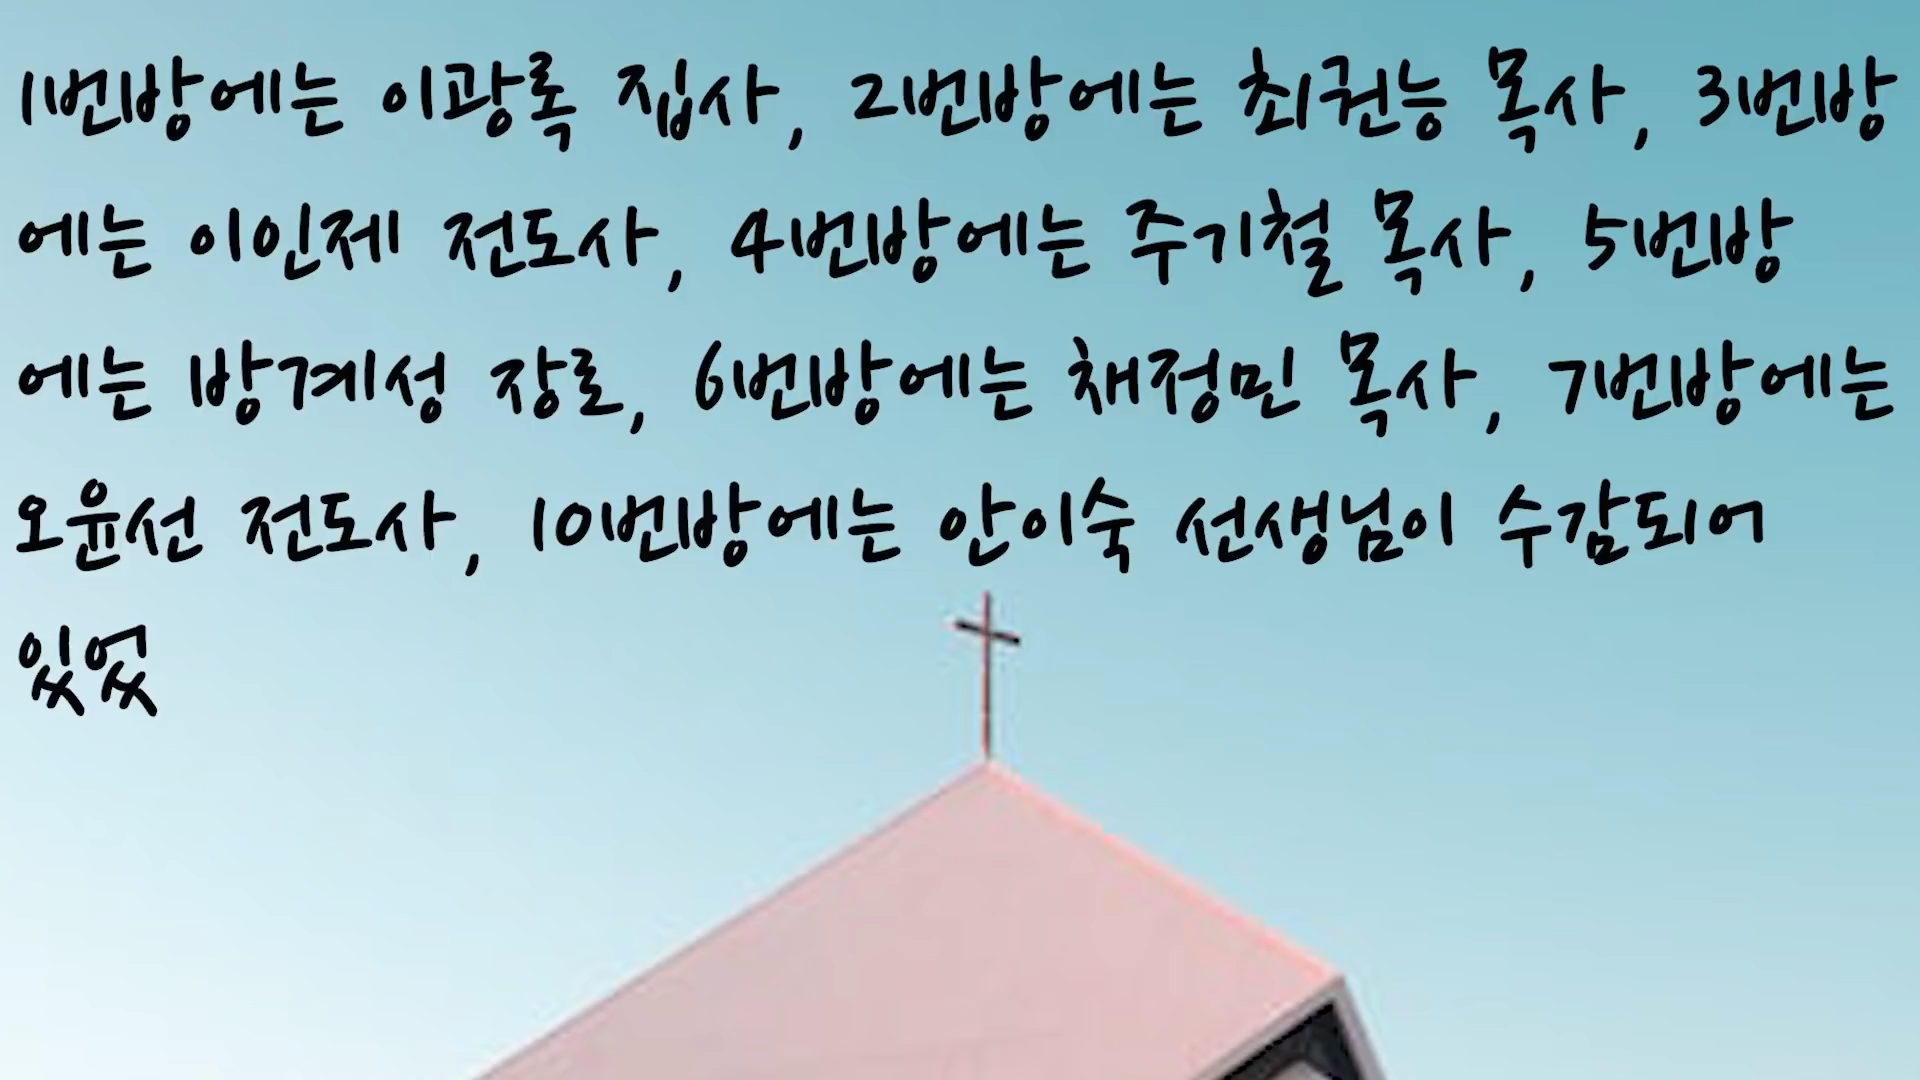 1번방에는 이광록 집사, 2번방에는 최권능 목사, 3번방
에는 이인제 전도사, 4번방에는 주기철 목사, 5번방
에는 방계성 장로, 6번방에는 채정민 목사, 7번방에는
오윤선 전도사, 10번방에는 안이숙 선생님이 수감되어
있었